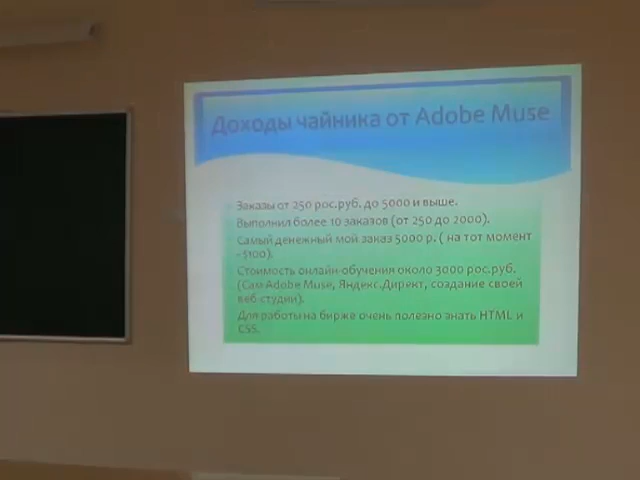 Доходы чайника от Adobe Muse
Заказы от 250 рос.руб. до 5000 и выше.
Выполнил более 10 заказов (от 250 до 2000).
Самый денежный мой заказ 5000 р. ( на тот момент
-$100).
Стоимость онлайн-обучения около 3000 рос.руб.
(Сам Adobe Muse, Яндекс.Директ, создание своей
веб студии).
Для работы на бирже очень полезно знать HTML и
CSS.